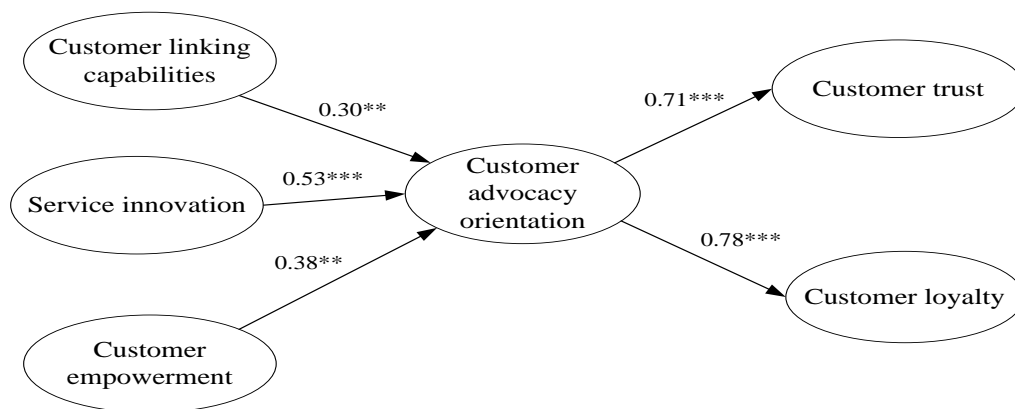 Customer linking
capabilities
0.30**
Service innovation
0.53***
Customer
empowerment
0.38**
Customer
advocacy
orientation
0.71***
Customer trust
0.78***
Customer loyalty